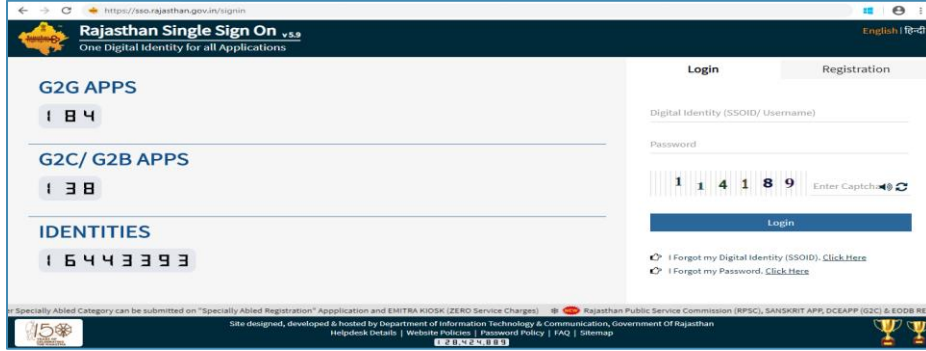 https://sso.rajasthan.gov.in/signin
Rajasthan Single Sign On v5.9
One Digital Identity for all Applications
English | हिन्दी
G2G APPS
184
G2C/ G2B APPS
138
IDENTITIES
16443393
Login Registration
Digital Identity (SSOID/ Username)
Password
1 1 4 1 8 9 Enter Captcha
Login
I Forgot my Digital Identity (SSOID). Click Here
I Forgot my Password. Click Here
Specially Abled Category can be submitted on "Specially Abled Registration" Appplication and EMITRA KIOSK (ZERO Service Charges) Rajasthan Public Service Commission (RPSC), SANSKRIT APP, DCEAPP (G2C) & EODB RE
Site designed, developed & hosted by Department of Information Technology & Communication, Government Of Rajasthan
Helpdesk Details | Website Policies | Password Policy | FAQ | Sitemap
128,424,889